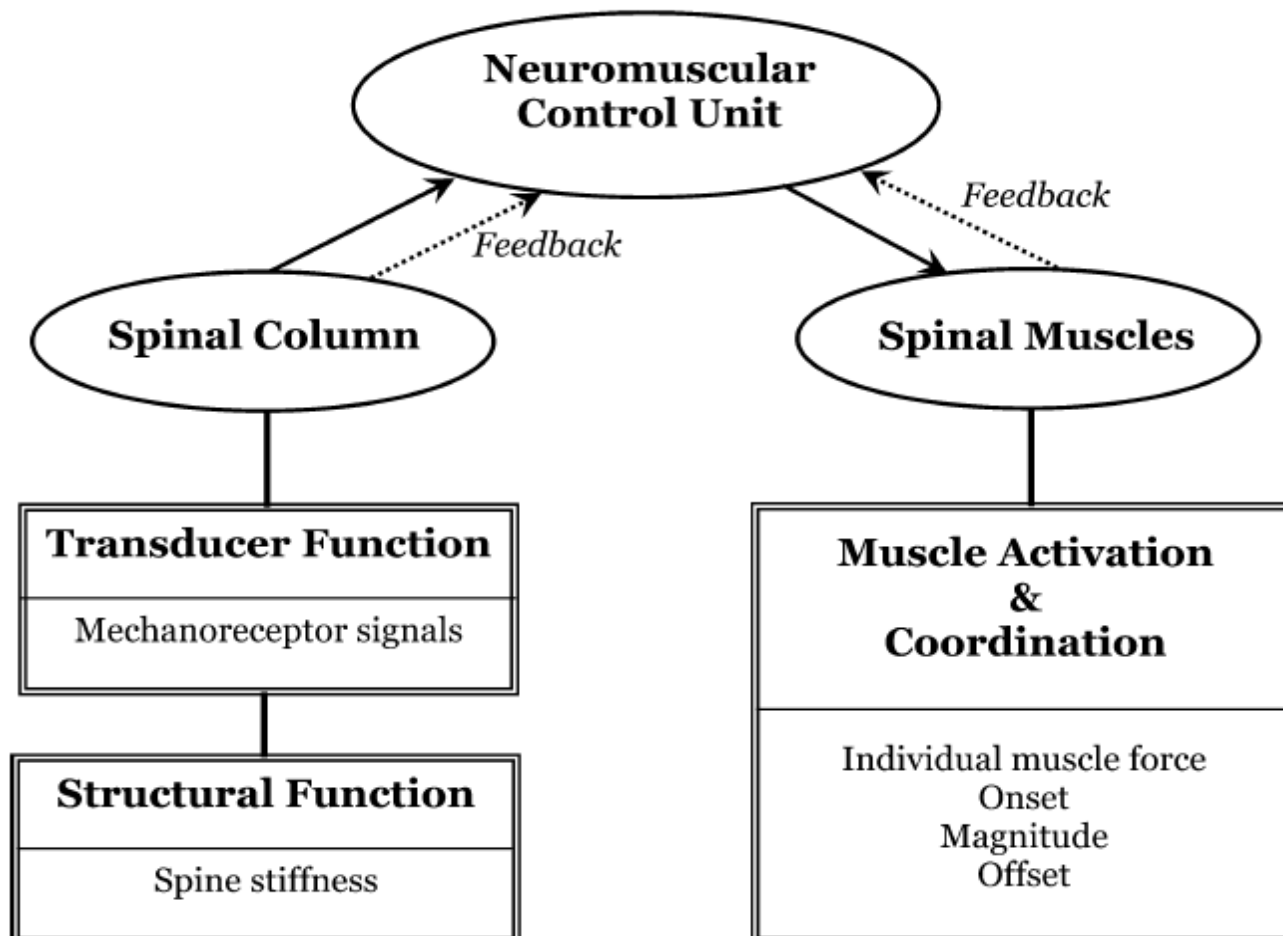 Neuromuscular
Control Unit
Feedback
Feedback
Spinal Column
Spinal Muscles
Transducer Function
Mechanoreceptor signals
Structural Function
Spine stiffness
Muscle Activation
&
Coordination
Individual muscle force
Onset
Magnitude
Offset